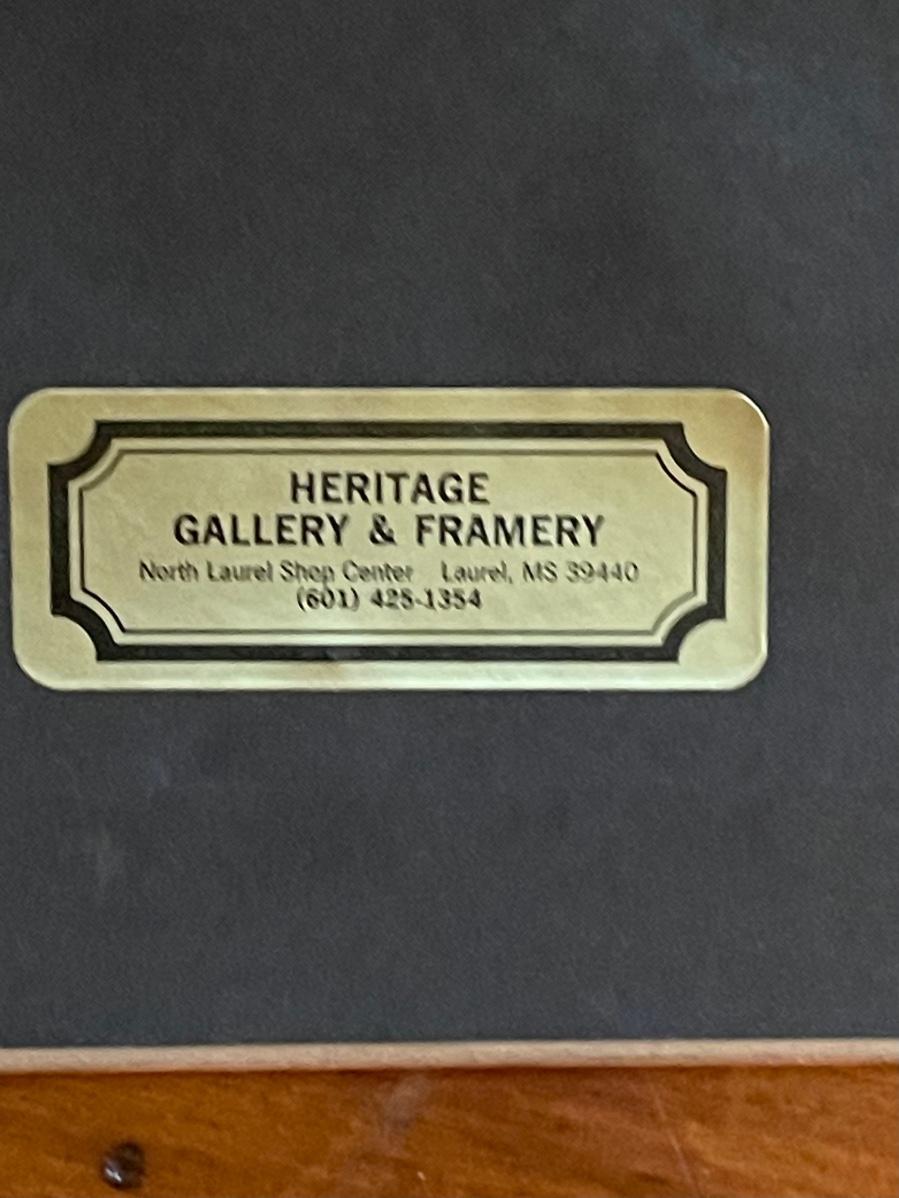 HERITAGE
GALLERY & FRAMERY
North Laurel Shop Center Laurel, MS 39440
(601) 425-1354